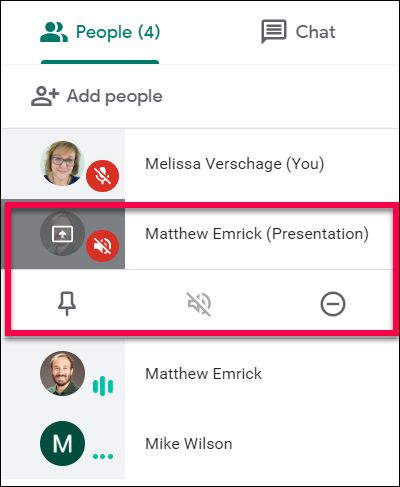 People (4)
Chat
Add people
Melissa Verschage (You)
Matthew Emrick (Presentation)
Matthew Emrick
M
Mike Wilson